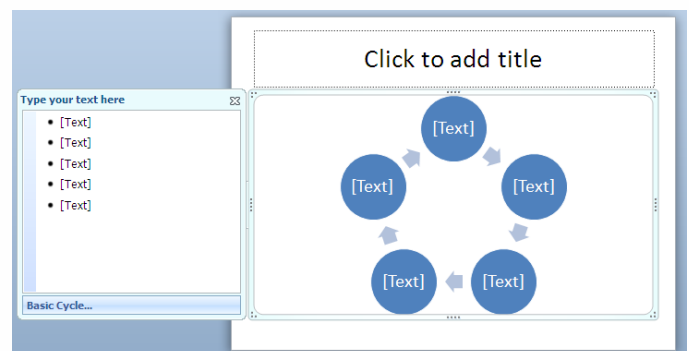 Click to add title
Type your text here
• [Text]
• [Text]
• [Text]
• [Text]
• [Text]
Basic Cycle...
[Text]
[Text] [Text]
[Text] [Text]